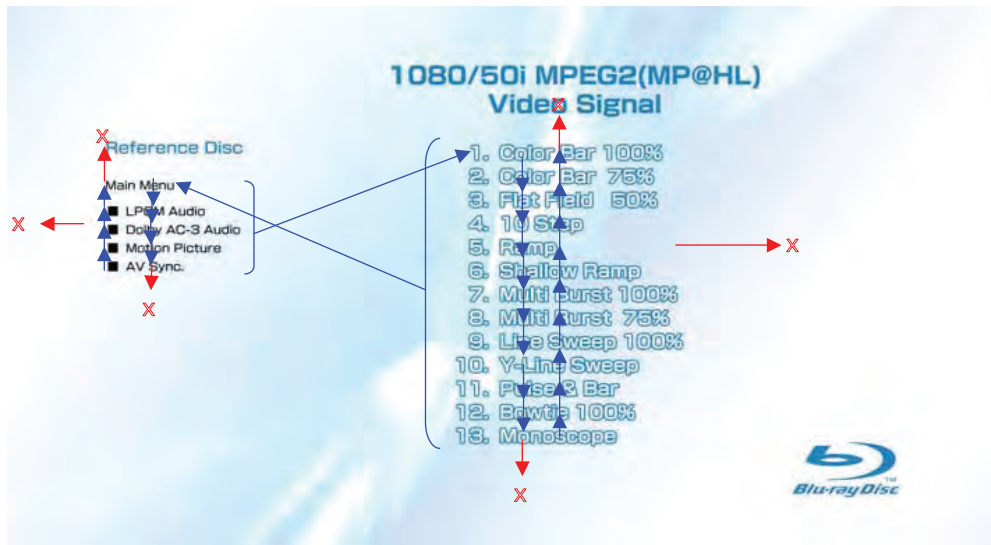 1080/50i MPEG2(MP@HL)
Video Signal
X
X
Reference Disc
Main Menu
■ LPCM Audio
■ Dolby AC-3 Audio
■ Motion Picture
■ AV Sync.
X
X
1. Color Bar 100%
2. Color Bar 75%
3. Flat Field 50%
4. 10 Step
5. Ramp
6. Shallow Ramp
7. Multi Burst 100%
8. Multi Burst 75%
9. Line Sweep 100%
10. Y-Line Sweep
11. Pulse & Bar
12. Bowtie 100%
13. Monoscope
X
X
Blu-ray Disc
TM